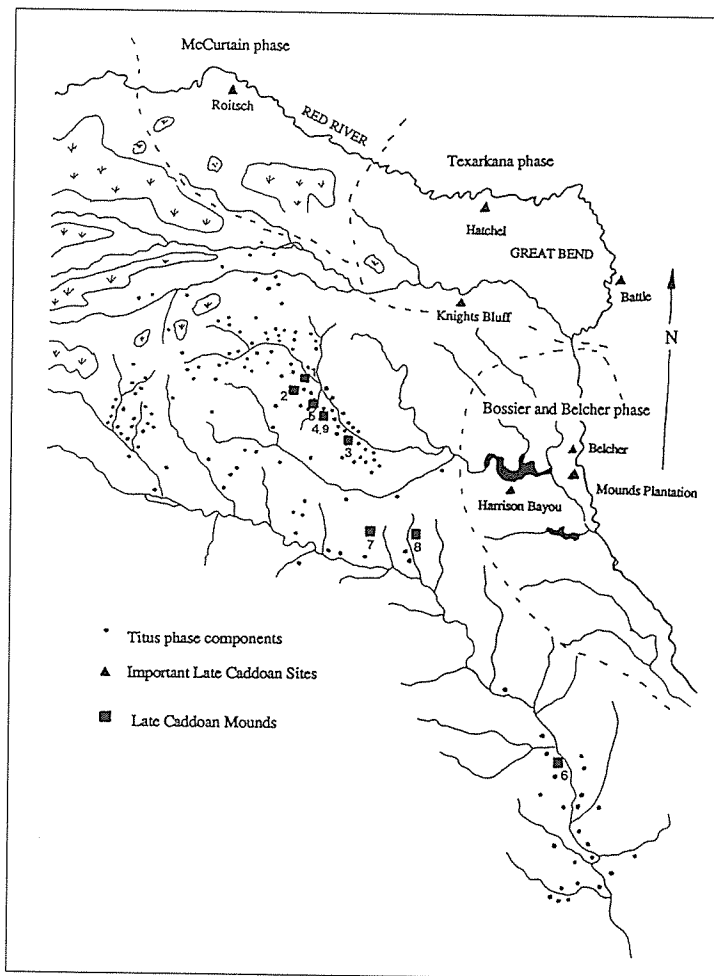 McCurtain phase
Roitsch
RED RIVER
Texarkana phase
Hatchel
GREAT BEND
Battle
Knights Bluff
N
1
2
5
4,9
3
Bossier and Belcher phase
Belcher
Mounds Plantation
Harrison Bayou
7
8
Titus phase components
Important Late Caddoan Sites
Late Caddoan Mounds
6